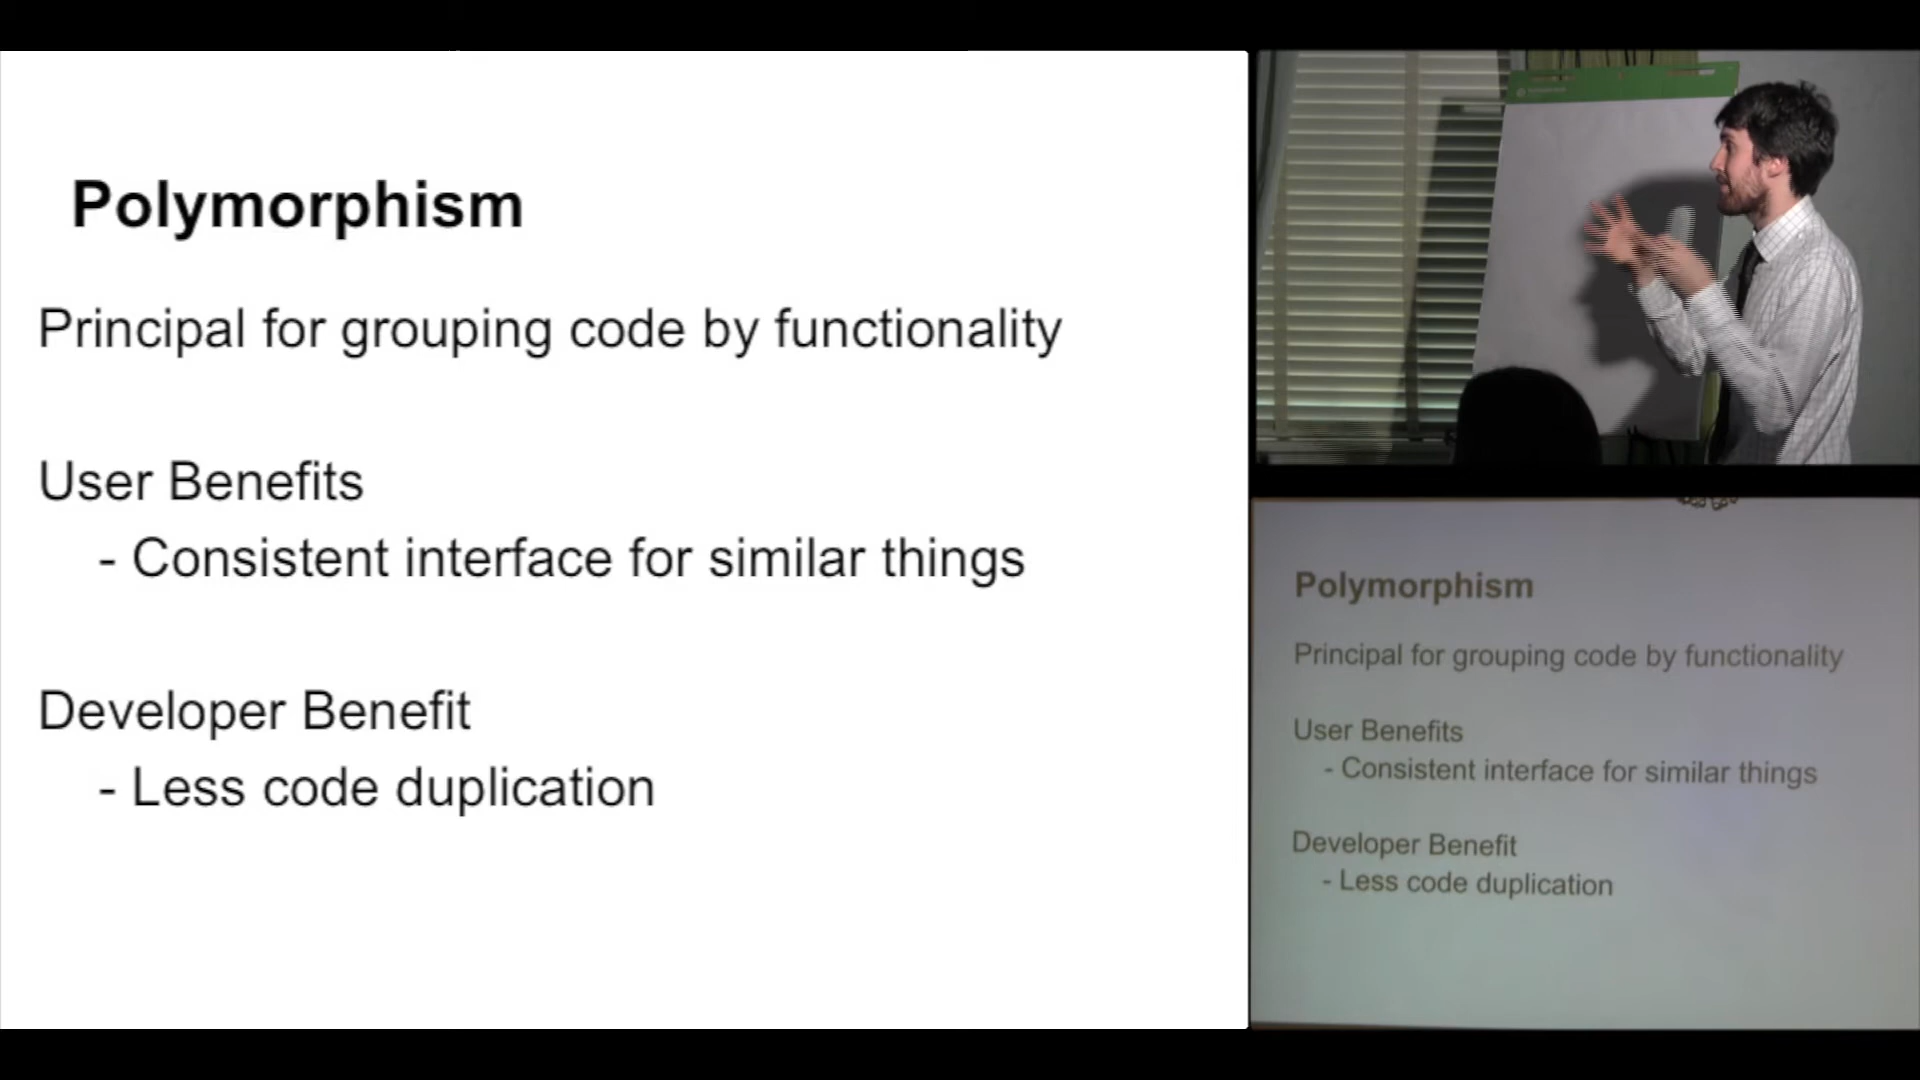 Polymorphism
Principal for grouping code by functionality
User Benefits
- Consistent interface for similar things
Developer Benefit
- Less code duplication
Polymorphism
Principal for grouping code by functionality
User Benefits
- Consistent interface for similar things
Developer Benefit
- Less code duplication